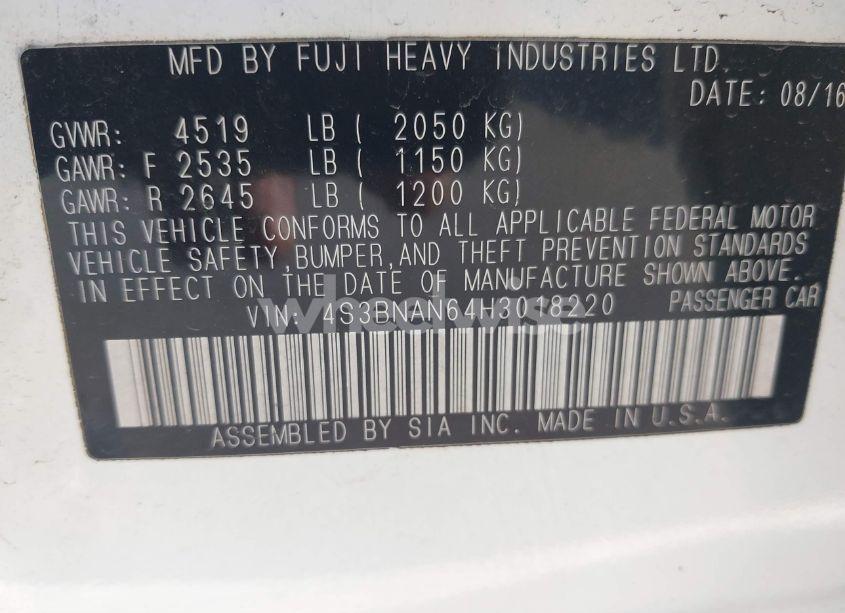 MFD BY FUJI HEAVY INDUSTRIES LTD.
DATE: 08/16
GVWR: 4519 LB ( 2050 KG)
GAWR: F 2535 LB ( 1150 KG)
GAWR: R 2645 LB ( 1200 KG)
THIS VEHICLE CONFORMS TO ALL APPLICABLE FEDERAL MOTOR
VEHICLE SAFETY, BUMPER, AND THEFT PREVENTION STANDARDS
IN EFFECT ON THE DATE OF MANUFACTURE SHOWN ABOVE.
VIN: 4S3BNAN64H3018220 PASSENGER CAR
wheelwise
ASSEMBLED BY SIA INC. MADE IN U.S.A.